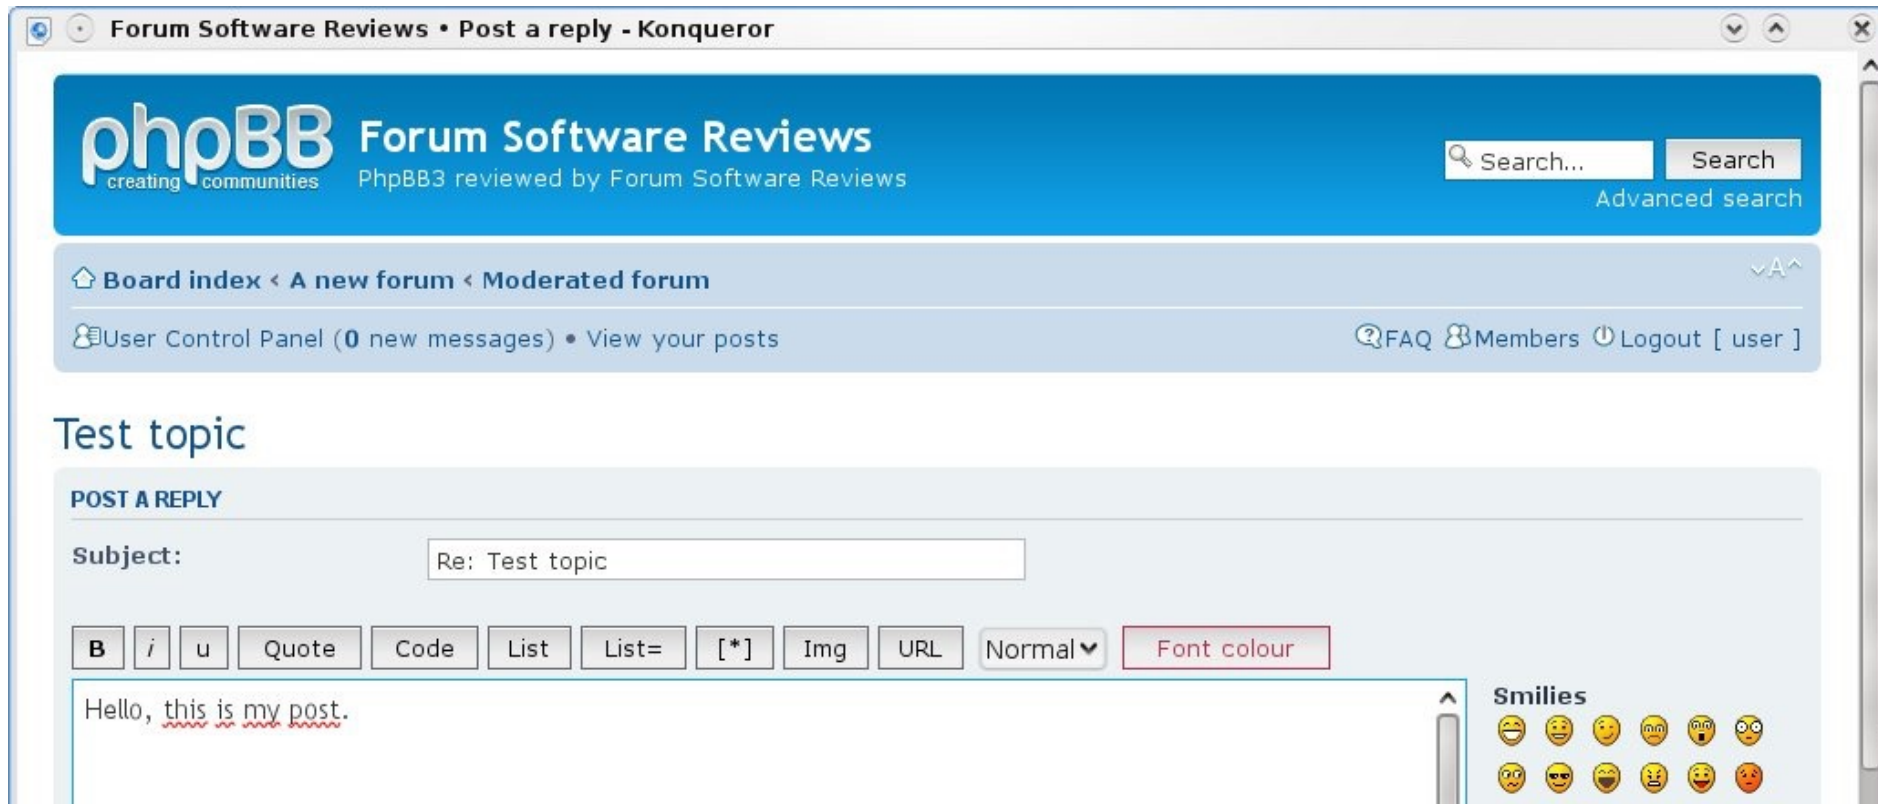 Forum Software Reviews • Post a reply - Konqueror
phpBB
creating communities
Forum Software Reviews
PhpBB3 reviewed by Forum Software Reviews
Search... Search
Advanced search
Board index ‹ A new forum ‹ Moderated forum
A
User Control Panel (0 new messages) • View your posts
FAQ Members Logout [ user ]
Test topic
POST A REPLY
Subject: Re: Test topic
B i u Quote Code List List= [*] Img URL Normal Font colour
Hello, this is my post.
Smilies